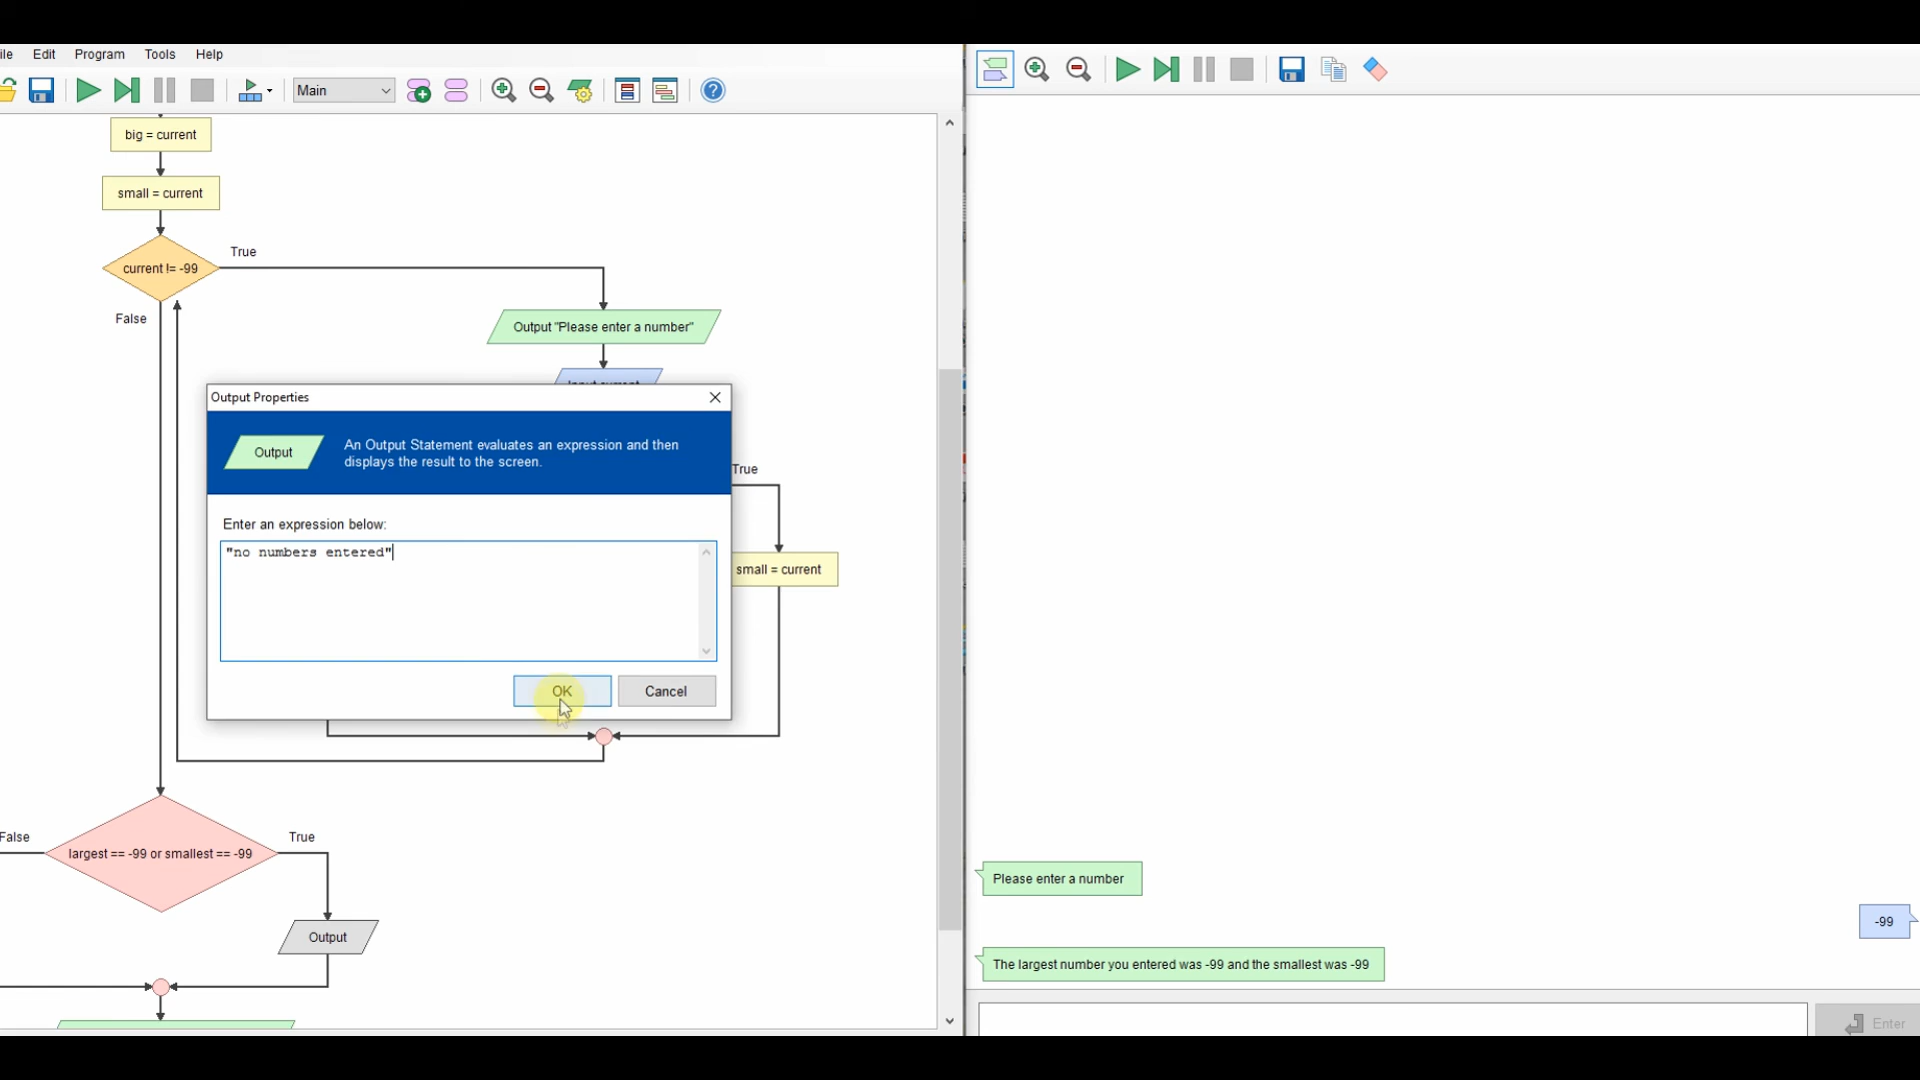 ile Edit Program Tools Help
Main
big = current
small = current
current != -99
True
False
Output "Please enter a number"
Output Properties
Output
An Output Statement evaluates an expression and then
displays the result to the screen.
Enter an expression below:
"no numbers entered"
OK
Cancel
True
small = current
largest == -99 or smallest == -99
False
True
Output
Please enter a number
-99
The largest number you entered was -99 and the smallest was -99
Enter